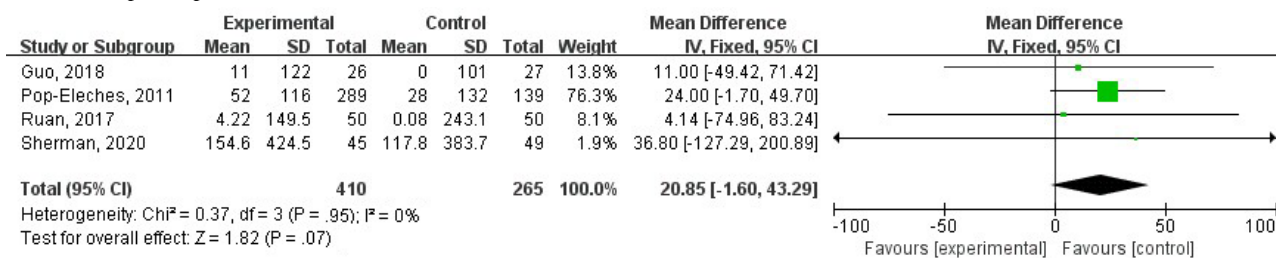 Experimental Control Mean Difference Mean Difference
Study or Subgroup Mean SD Total Mean SD Total Weight IV, Fixed, 95% CI IV, Fixed, 95% CI
Guo, 2018 11 122 26 0 101 27 13.8% 11.00 [-49.42, 71.42]
Pop-Eleches, 2011 52 116 289 28 132 139 76.3% 24.00 [-1.70, 49.70]
Ruan, 2017 4.22 149.5 50 0.08 243.1 50 8.1% 4.14 [-74.96, 83.24]
Sherman, 2020 154.6 424.5 45 117.8 383.7 49 1.9% 36.80 [-127.29, 200.89]
Total (95% CI) 410 265 100.0% 20.85 [-1.60, 43.29]
Heterogeneity: Chi² = 0.37, df = 3 (P = .95); I² = 0%
Test for overall effect: Z = 1.82 (P = .07)
-100 -50 0 50 100
Favours [experimental] Favours [control]